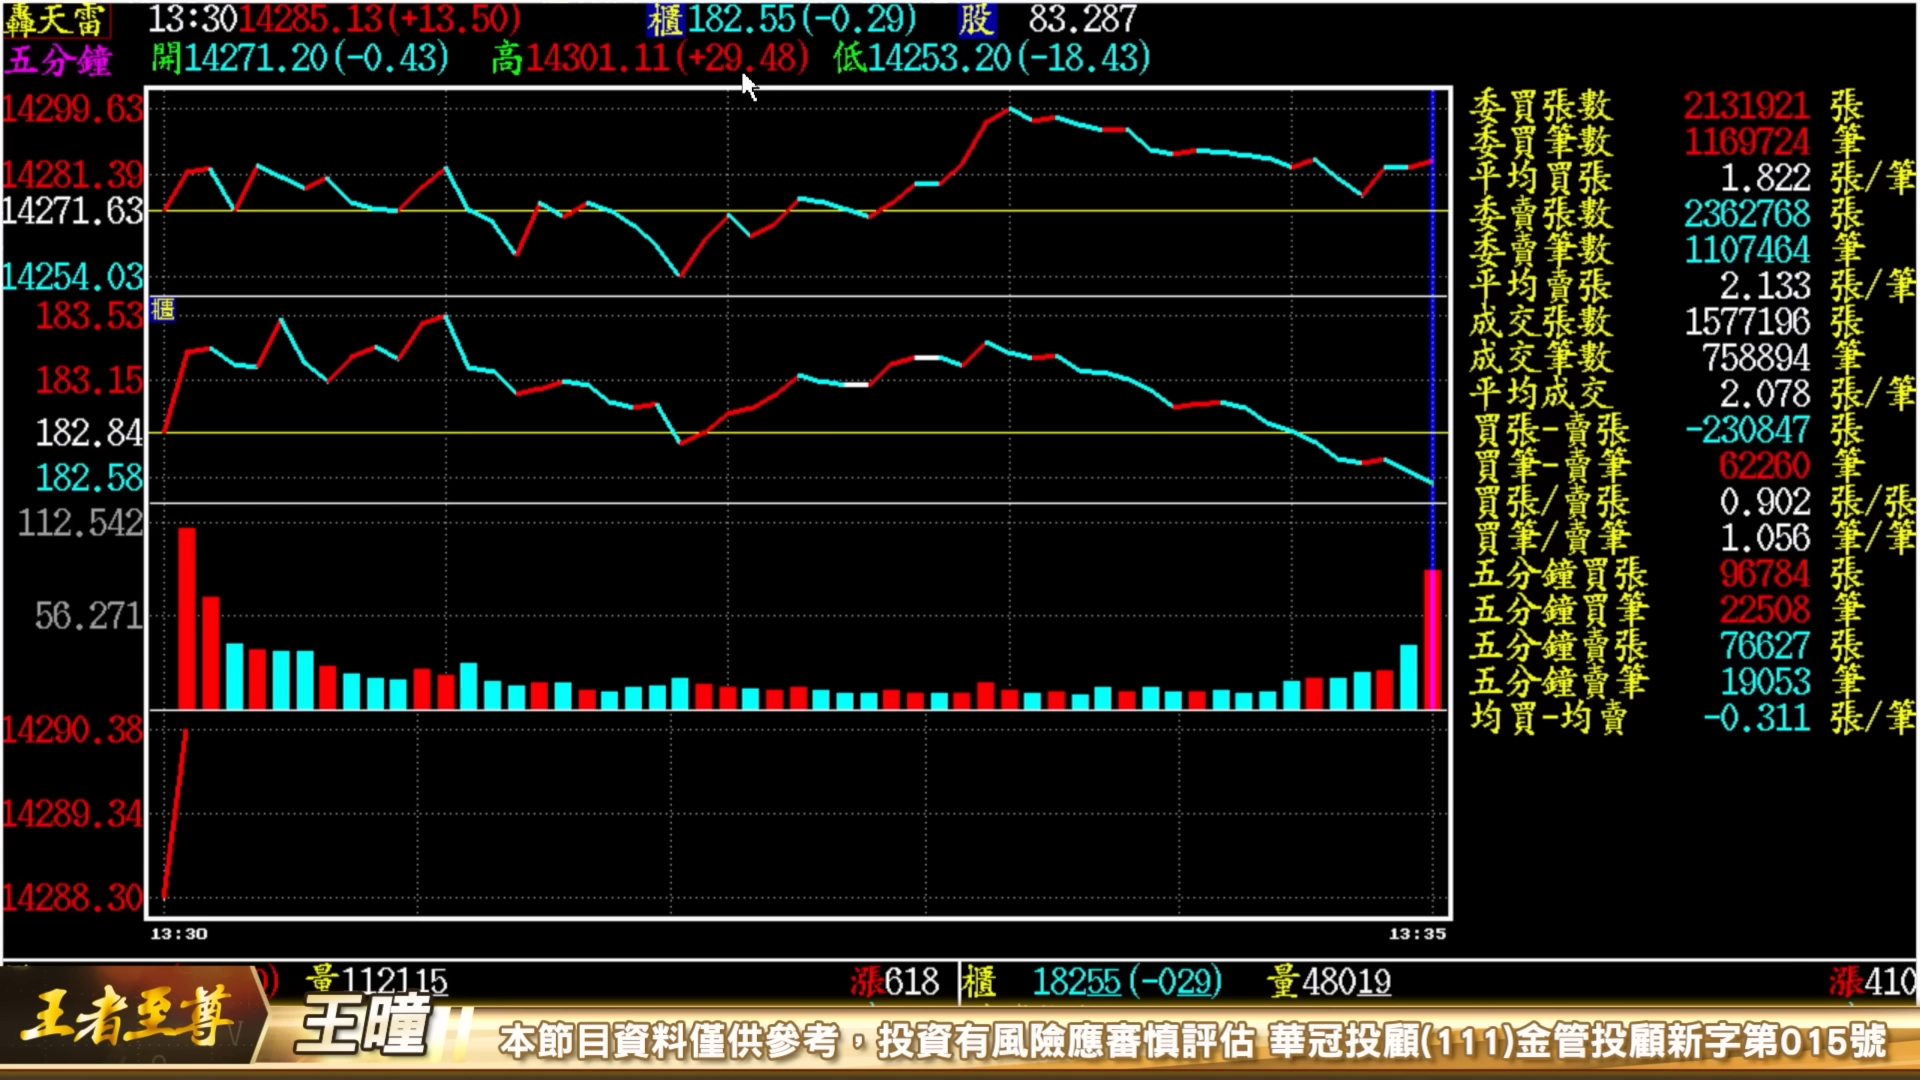 轟天雷 13:30 14285.13(+13.50) 櫃182.55(-0.29) 股 83.287
五分鐘 開14271.20(-0.43) 高14301.11(+29.48) 低14253.20(-18.43)
14299.63
14281.39
14271.63
14254.03
183.53 櫃
183.15
182.84
182.58
112.542
56.271
14290.38
14289.34
14288.30
13:30 13:35
委買張數 2131921 張
委買筆數 1169724 筆
平均買張 1.822 張/筆
委賣張數 2362768 張
委賣筆數 1107464 筆
平均賣張 2.133 張/筆
成交張數 1577196 張
成交筆數 758894 筆
平均成交 2.078 張/筆
買張-賣張 -230847 張
買筆-賣筆 62260 筆
買張/賣張 0.902 張/張
買筆/賣筆 1.056 筆/筆
五分鐘買張 96784 張
五分鐘買筆 22508 筆
五分鐘賣張 76627 張
五分鐘賣筆 19053 筆
均買-均賣 -0.311 張/筆
量112115 漲618 櫃 18255(-029) 量48019 漲410
王者至尊 王曈
本節目資料僅供參考，投資有風險應審慎評估 華冠投顧(111)金管投顧新字第015號